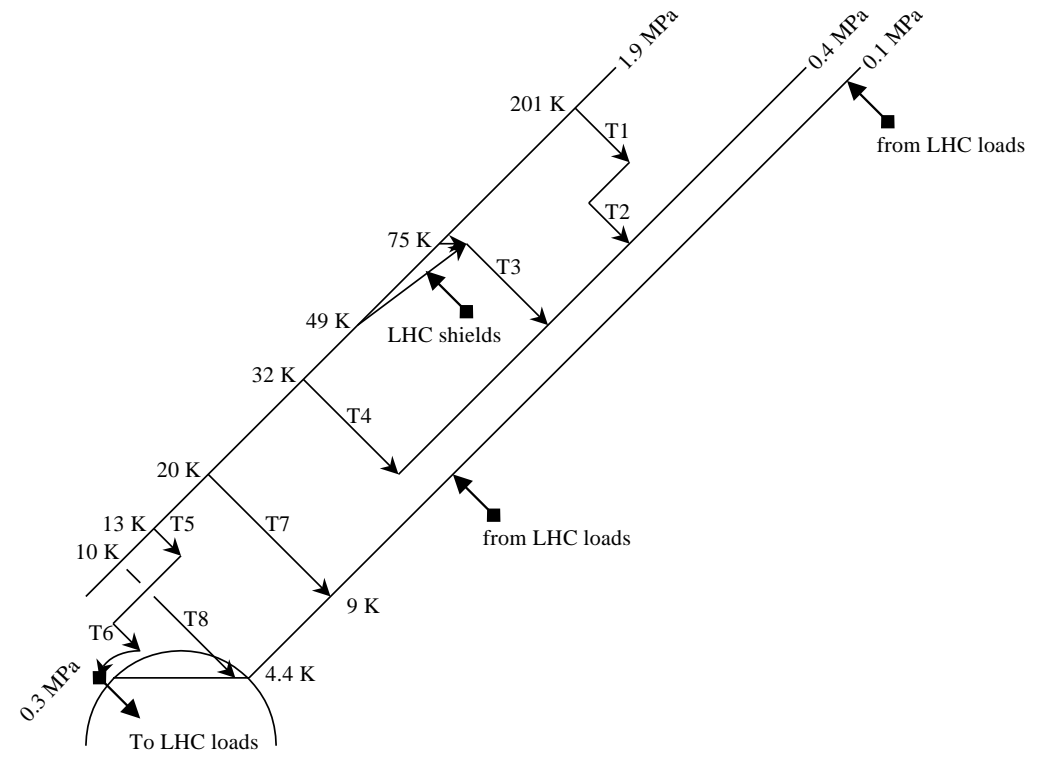 1.9 MPa
0.4 MPa
0.1 MPa
201 K
T1
from LHC loads
T2
75 K
T3
49 K
LHC shields
32 K
T4
20 K
13 K
T5
T7
10 K
from LHC loads
9 K
T8
T6
4.4 K
0.3 MPa
To LHC loads